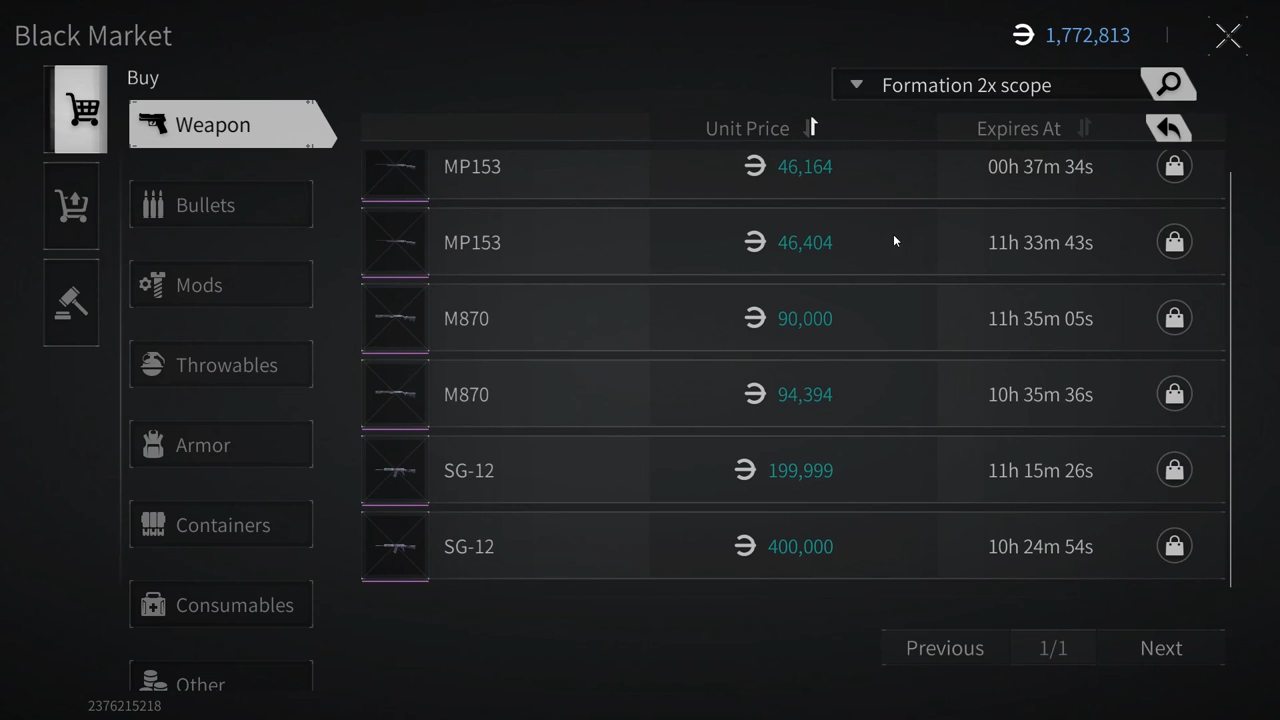 Black Market
1,772,813
Buy
Formation 2x scope
Weapon
Unit Price
Expires At
MP153 46,164 00h 37m 34s
Bullets
MP153 46,404 11h 33m 43s
Mods
M870 90,000 11h 35m 05s
Throwables
M870 94,394 10h 35m 36s
Armor
SG-12 199,999 11h 15m 26s
Containers
SG-12 400,000 10h 24m 54s
Consumables
Previous 1/1 Next
Other
2376215218